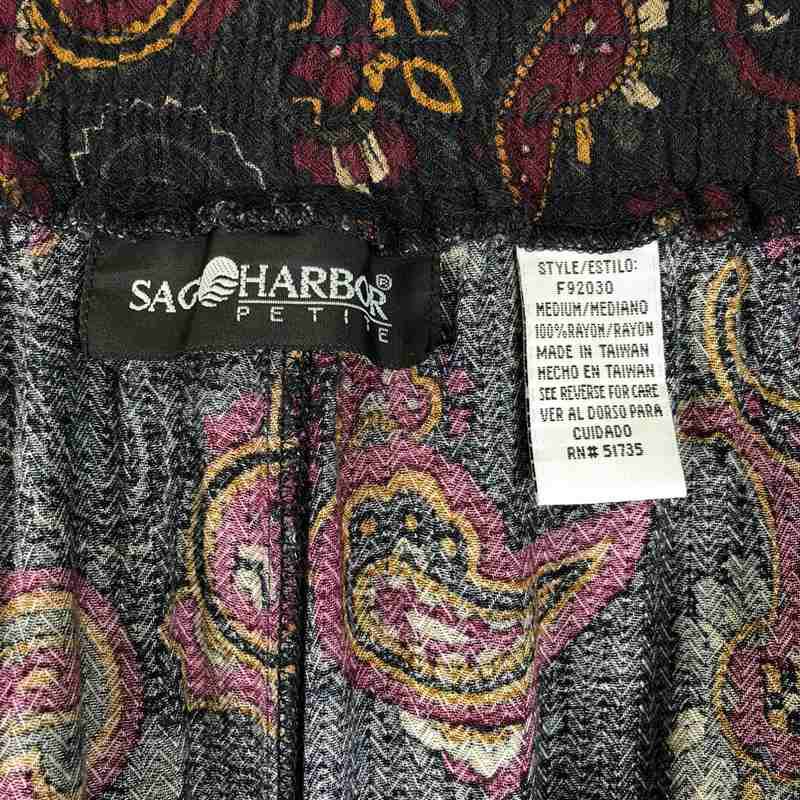 SAG HARBOR®
PETITE
STYLE/ESTILO:
F92030
MEDIUM/MEDIANO
100%RAYON/RAYON
MADE IN TAIWAN
HECHO EN TAIWAN
SEE REVERSE FOR CARE
VER AL DORSO PARA
CUIDADO
RN# 51735